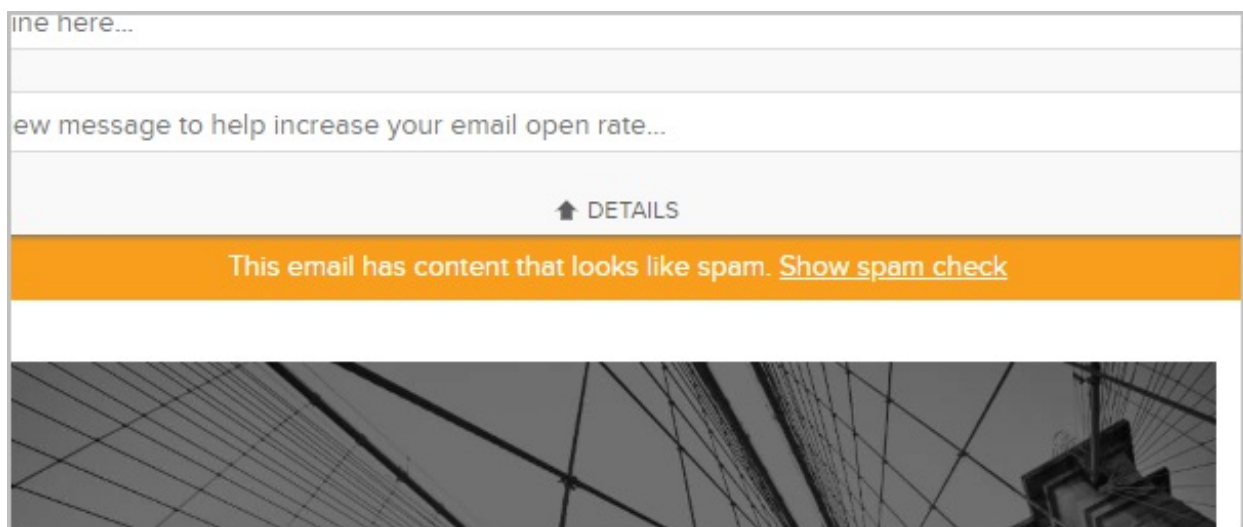 ine here...
ew message to help increase your email open rate...
DETAILS
This email has content that looks like spam. Show spam check